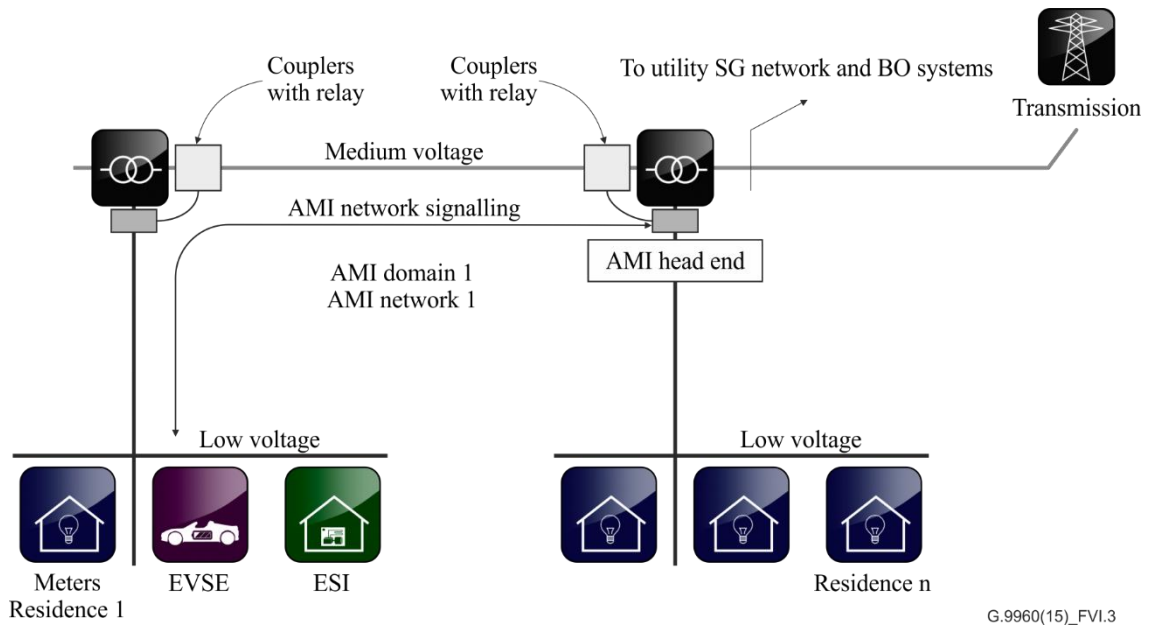 Couplers
with relay
Couplers
with relay
To utility SG network and BO systems
Transmission
Medium voltage
AMI network signalling
AMI head end
AMI domain 1
AMI network 1
Low voltage
Low voltage
Meters
Residence 1
EVSE
ESI
Residence n
G.9960(15)_FVI.3